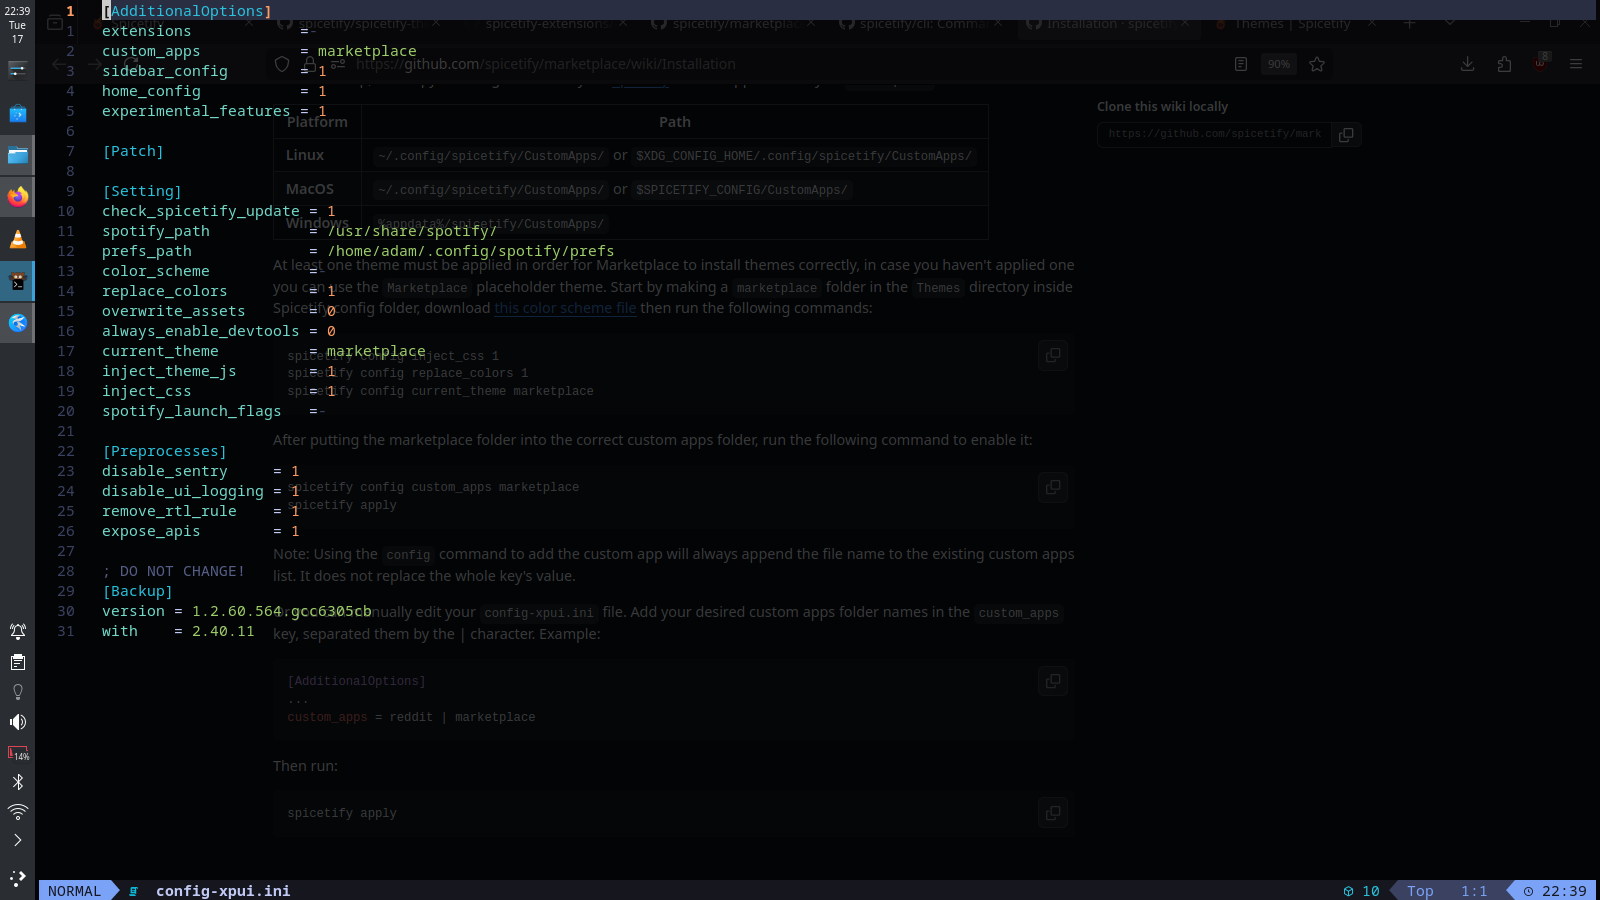 22:39
Tue
17
14%
1 [AdditionalOptions]
1 extensions =-
2 custom_apps = marketplace
3 sidebar_config = 1
4 home_config = 1
5 experimental_features = 1
6
7 [Patch]
8
9 [Setting]
10 check_spicetify_update = 1
11 spotify_path = /usr/share/spotify/
12 prefs_path = /home/adam/.config/spotify/prefs
13 color_scheme =-
14 replace_colors = 1
15 overwrite_assets = 0
16 always_enable_devtools = 0
17 current_theme = marketplace
18 inject_theme_js = 1
19 inject_css = 1
20 spotify_launch_flags =-
21
22 [Preprocesses]
23 disable_sentry = 1
24 disable_ui_logging = 1
25 remove_rtl_rule = 1
26 expose_apis = 1
27
28 ; DO NOT CHANGE!
29 [Backup]
30 version = 1.2.60.564.gcc6305cb
31 with = 2.40.11
Spicetify
spicetify/spicetify-th
spicetify-extensions
spicetify/marketpla
spicetify/cli: Comm
Installation · spiceti
Themes | Spicetify
https://github.com/spicetify/marketplace/wiki/Installation
90%
8
Platform Path
Linux ~/.config/spicetify/CustomApps/ or $XDG_CONFIG_HOME/.config/spicetify/CustomApps/
MacOS ~/.config/spicetify/CustomApps/ or $SPICETIFY_CONFIG/CustomApps/
Windows %appdata%/spicetify/CustomApps/
At least one theme must be applied in order for Marketplace to install themes correctly, in case you haven't applied one
you can use the Marketplace placeholder theme. Start by making a marketplace folder in the Themes directory inside
Spicetify config folder, download this color scheme file then run the following commands:
spicetify config inject_css 1
spicetify config replace_colors 1
spicetify config current_theme marketplace
After putting the marketplace folder into the correct custom apps folder, run the following command to enable it:
spicetify config custom_apps marketplace
spicetify apply
Note: Using the config command to add the custom app will always append the file name to the existing custom apps
list. It does not replace the whole key's value.
manually edit your config-xpui.ini file. Add your desired custom apps folder names in the custom_apps
key, separated them by the | character. Example:
[AdditionalOptions]
...
custom_apps = reddit | marketplace
Then run:
spicetify apply
Clone this wiki locally
https://github.com/spicetify/mark
NORMAL config-xpui.ini 10 Top 1:1 22:39